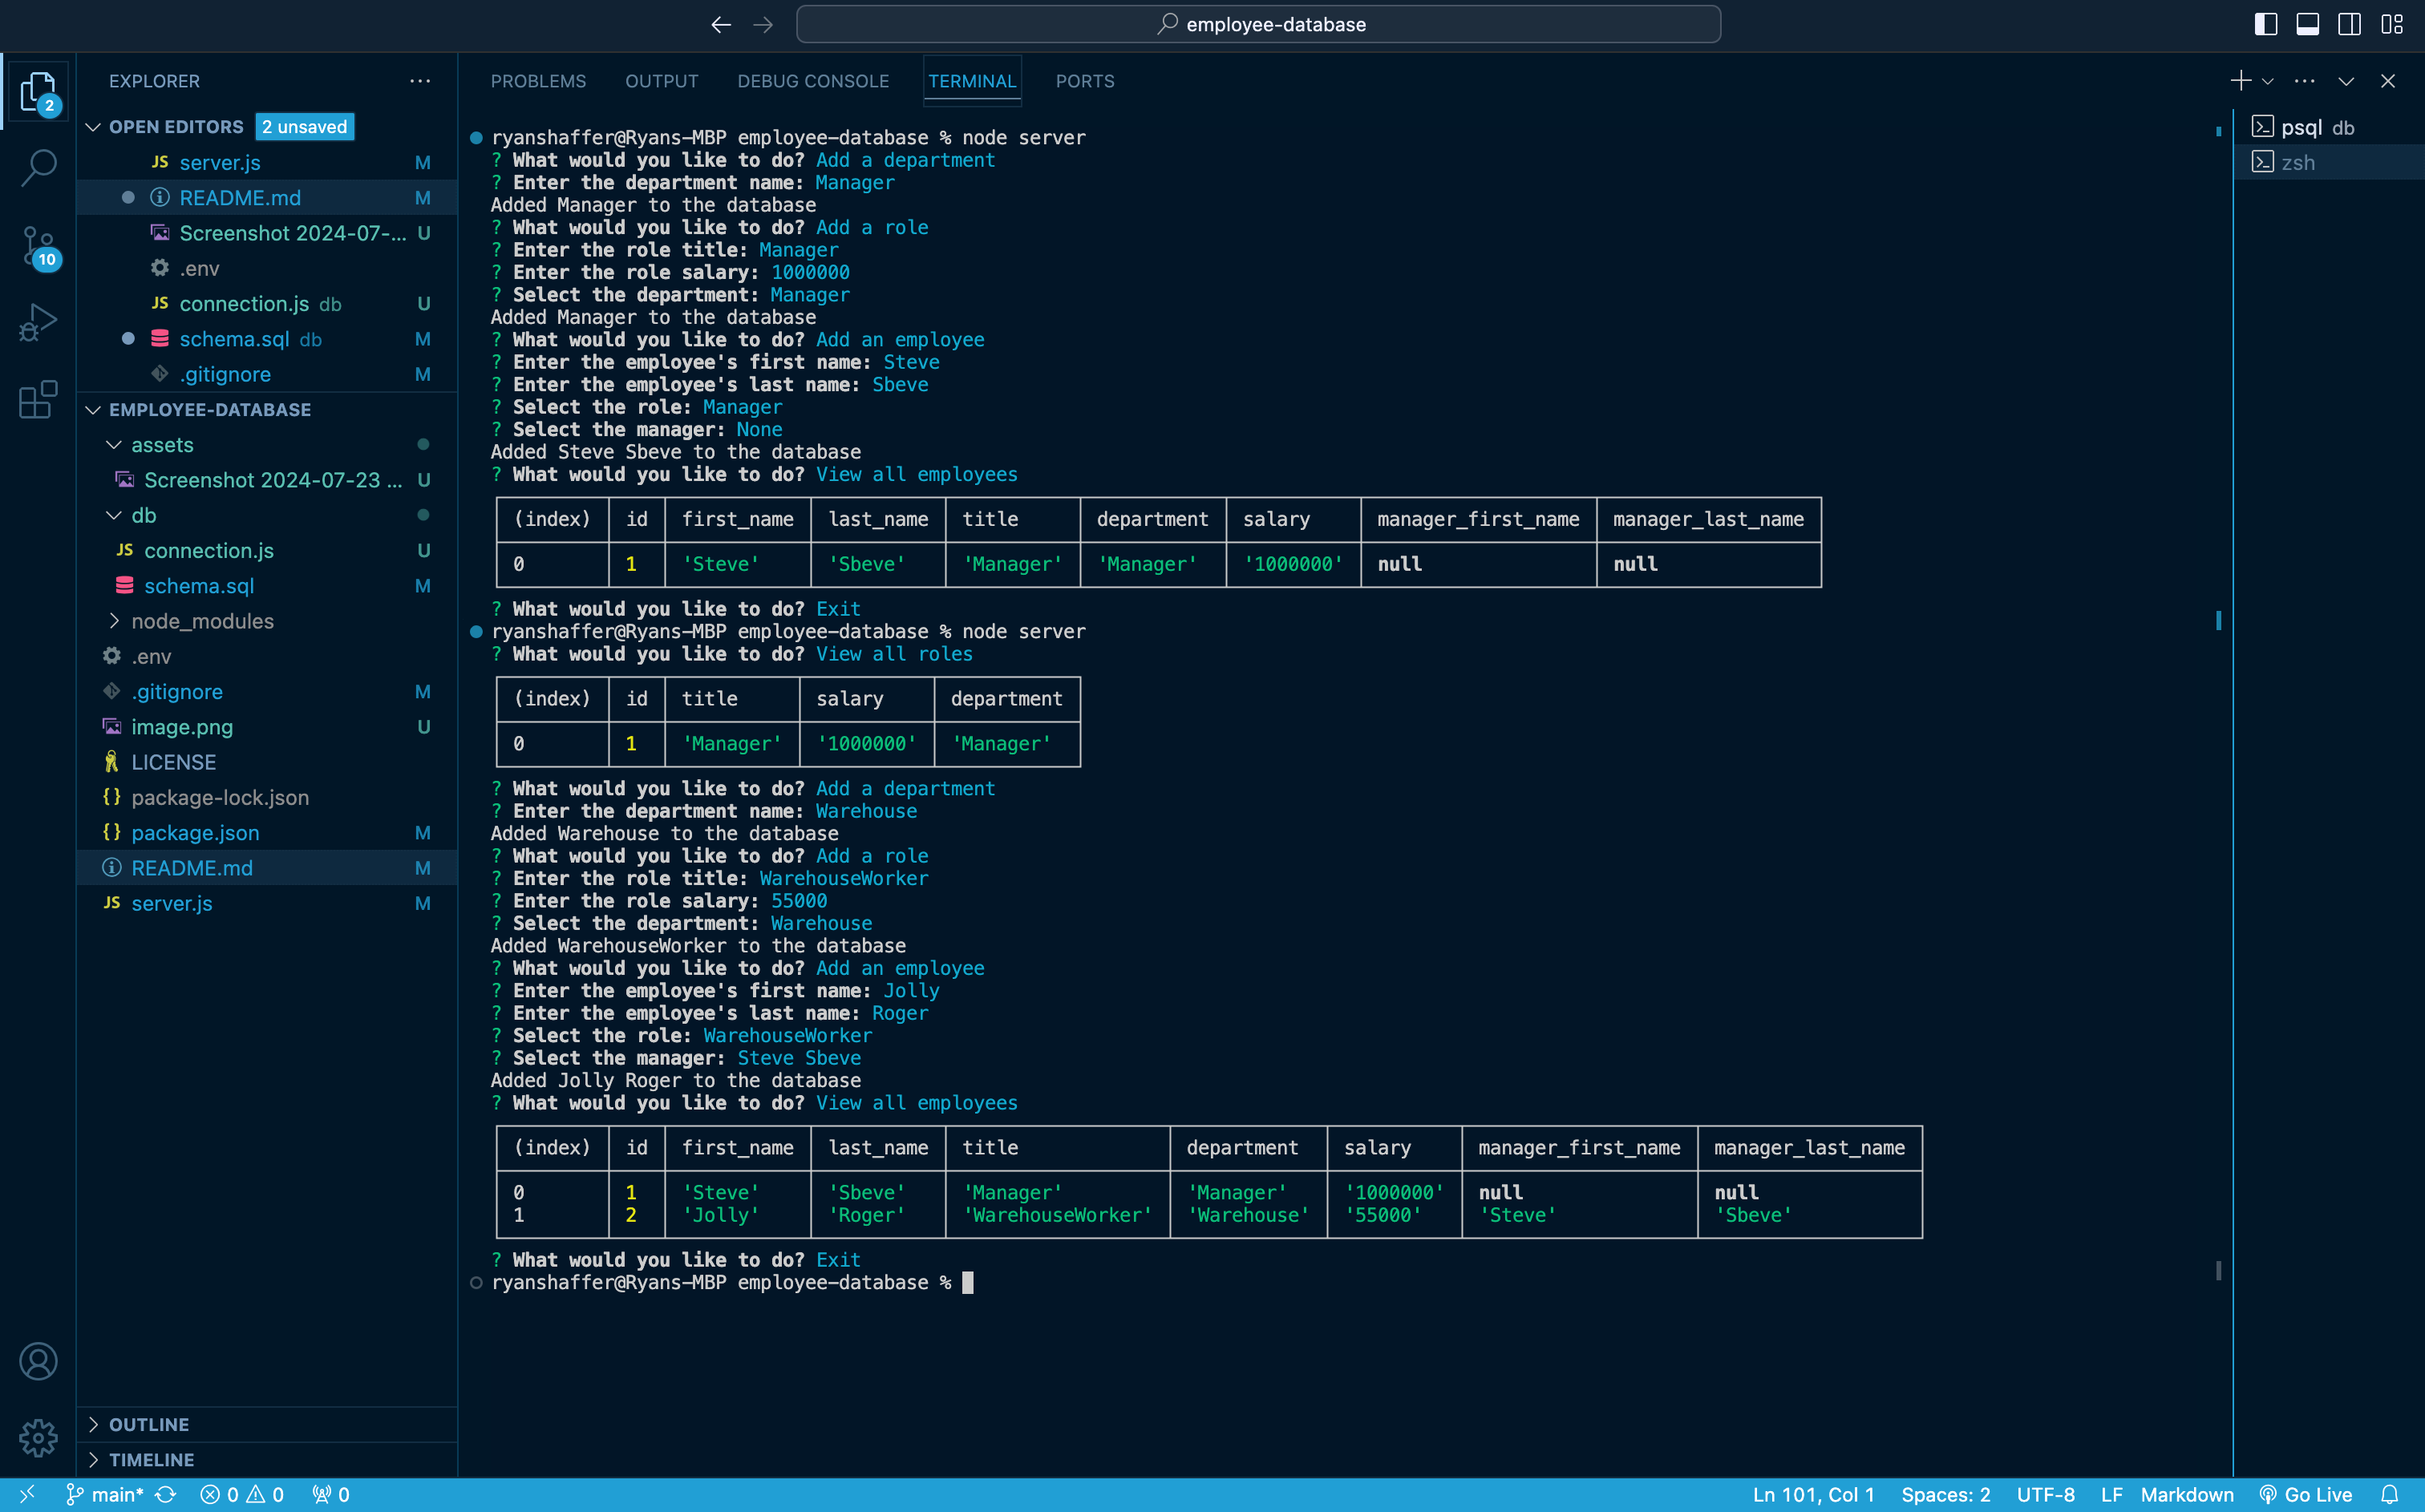 employee-database
EXPLORER
2
OPEN EDITORS 2 unsaved
JS server.js M
README.md M
Screenshot 2024-07-... U
.env
JS connection.js db U
schema.sql db M
.gitignore M
10
EMPLOYEE-DATABASE
assets
Screenshot 2024-07-23 ... U
db
JS connection.js U
schema.sql M
node_modules
.env
.gitignore M
image.png U
LICENSE
{} package-lock.json
{} package.json M
README.md M
JS server.js M
OUTLINE
TIMELINE
PROBLEMS OUTPUT DEBUG CONSOLE TERMINAL PORTS
ryanshaffer@Ryans-MBP employee-database % node server
? What would you like to do? Add a department
? Enter the department name: Manager
Added Manager to the database
? What would you like to do? Add a role
? Enter the role title: Manager
? Enter the role salary: 1000000
? Select the department: Manager
Added Manager to the database
? What would you like to do? Add an employee
? Enter the employee's first name: Steve
? Enter the employee's last name: Sbeve
? Select the role: Manager
? Select the manager: None
Added Steve Sbeve to the database
? What would you like to do? View all employees
(index) id first_name last_name title department salary manager_first_name manager_last_name
0 1 'Steve' 'Sbeve' 'Manager' 'Manager' '1000000' null null
? What would you like to do? Exit
ryanshaffer@Ryans-MBP employee-database % node server
? What would you like to do? View all roles
(index) id title salary department
0 1 'Manager' '1000000' 'Manager'
? What would you like to do? Add a department
? Enter the department name: Warehouse
Added Warehouse to the database
? What would you like to do? Add a role
? Enter the role title: WarehouseWorker
? Enter the role salary: 55000
? Select the department: Warehouse
Added WarehouseWorker to the database
? What would you like to do? Add an employee
? Enter the employee's first name: Jolly
? Enter the employee's last name: Roger
? Select the role: WarehouseWorker
? Select the manager: Steve Sbeve
Added Jolly Roger to the database
? What would you like to do? View all employees
(index) id first_name last_name title department salary manager_first_name manager_last_name
0 1 'Steve' 'Sbeve' 'Manager' 'Manager' '1000000' null null
1 2 'Jolly' 'Roger' 'WarehouseWorker' 'Warehouse' '55000' 'Steve' 'Sbeve'
? What would you like to do? Exit
ryanshaffer@Ryans-MBP employee-database %
psql db
zsh
main* 0 0 0 Ln 101, Col 1 Spaces: 2 UTF-8 LF Markdown Go Live